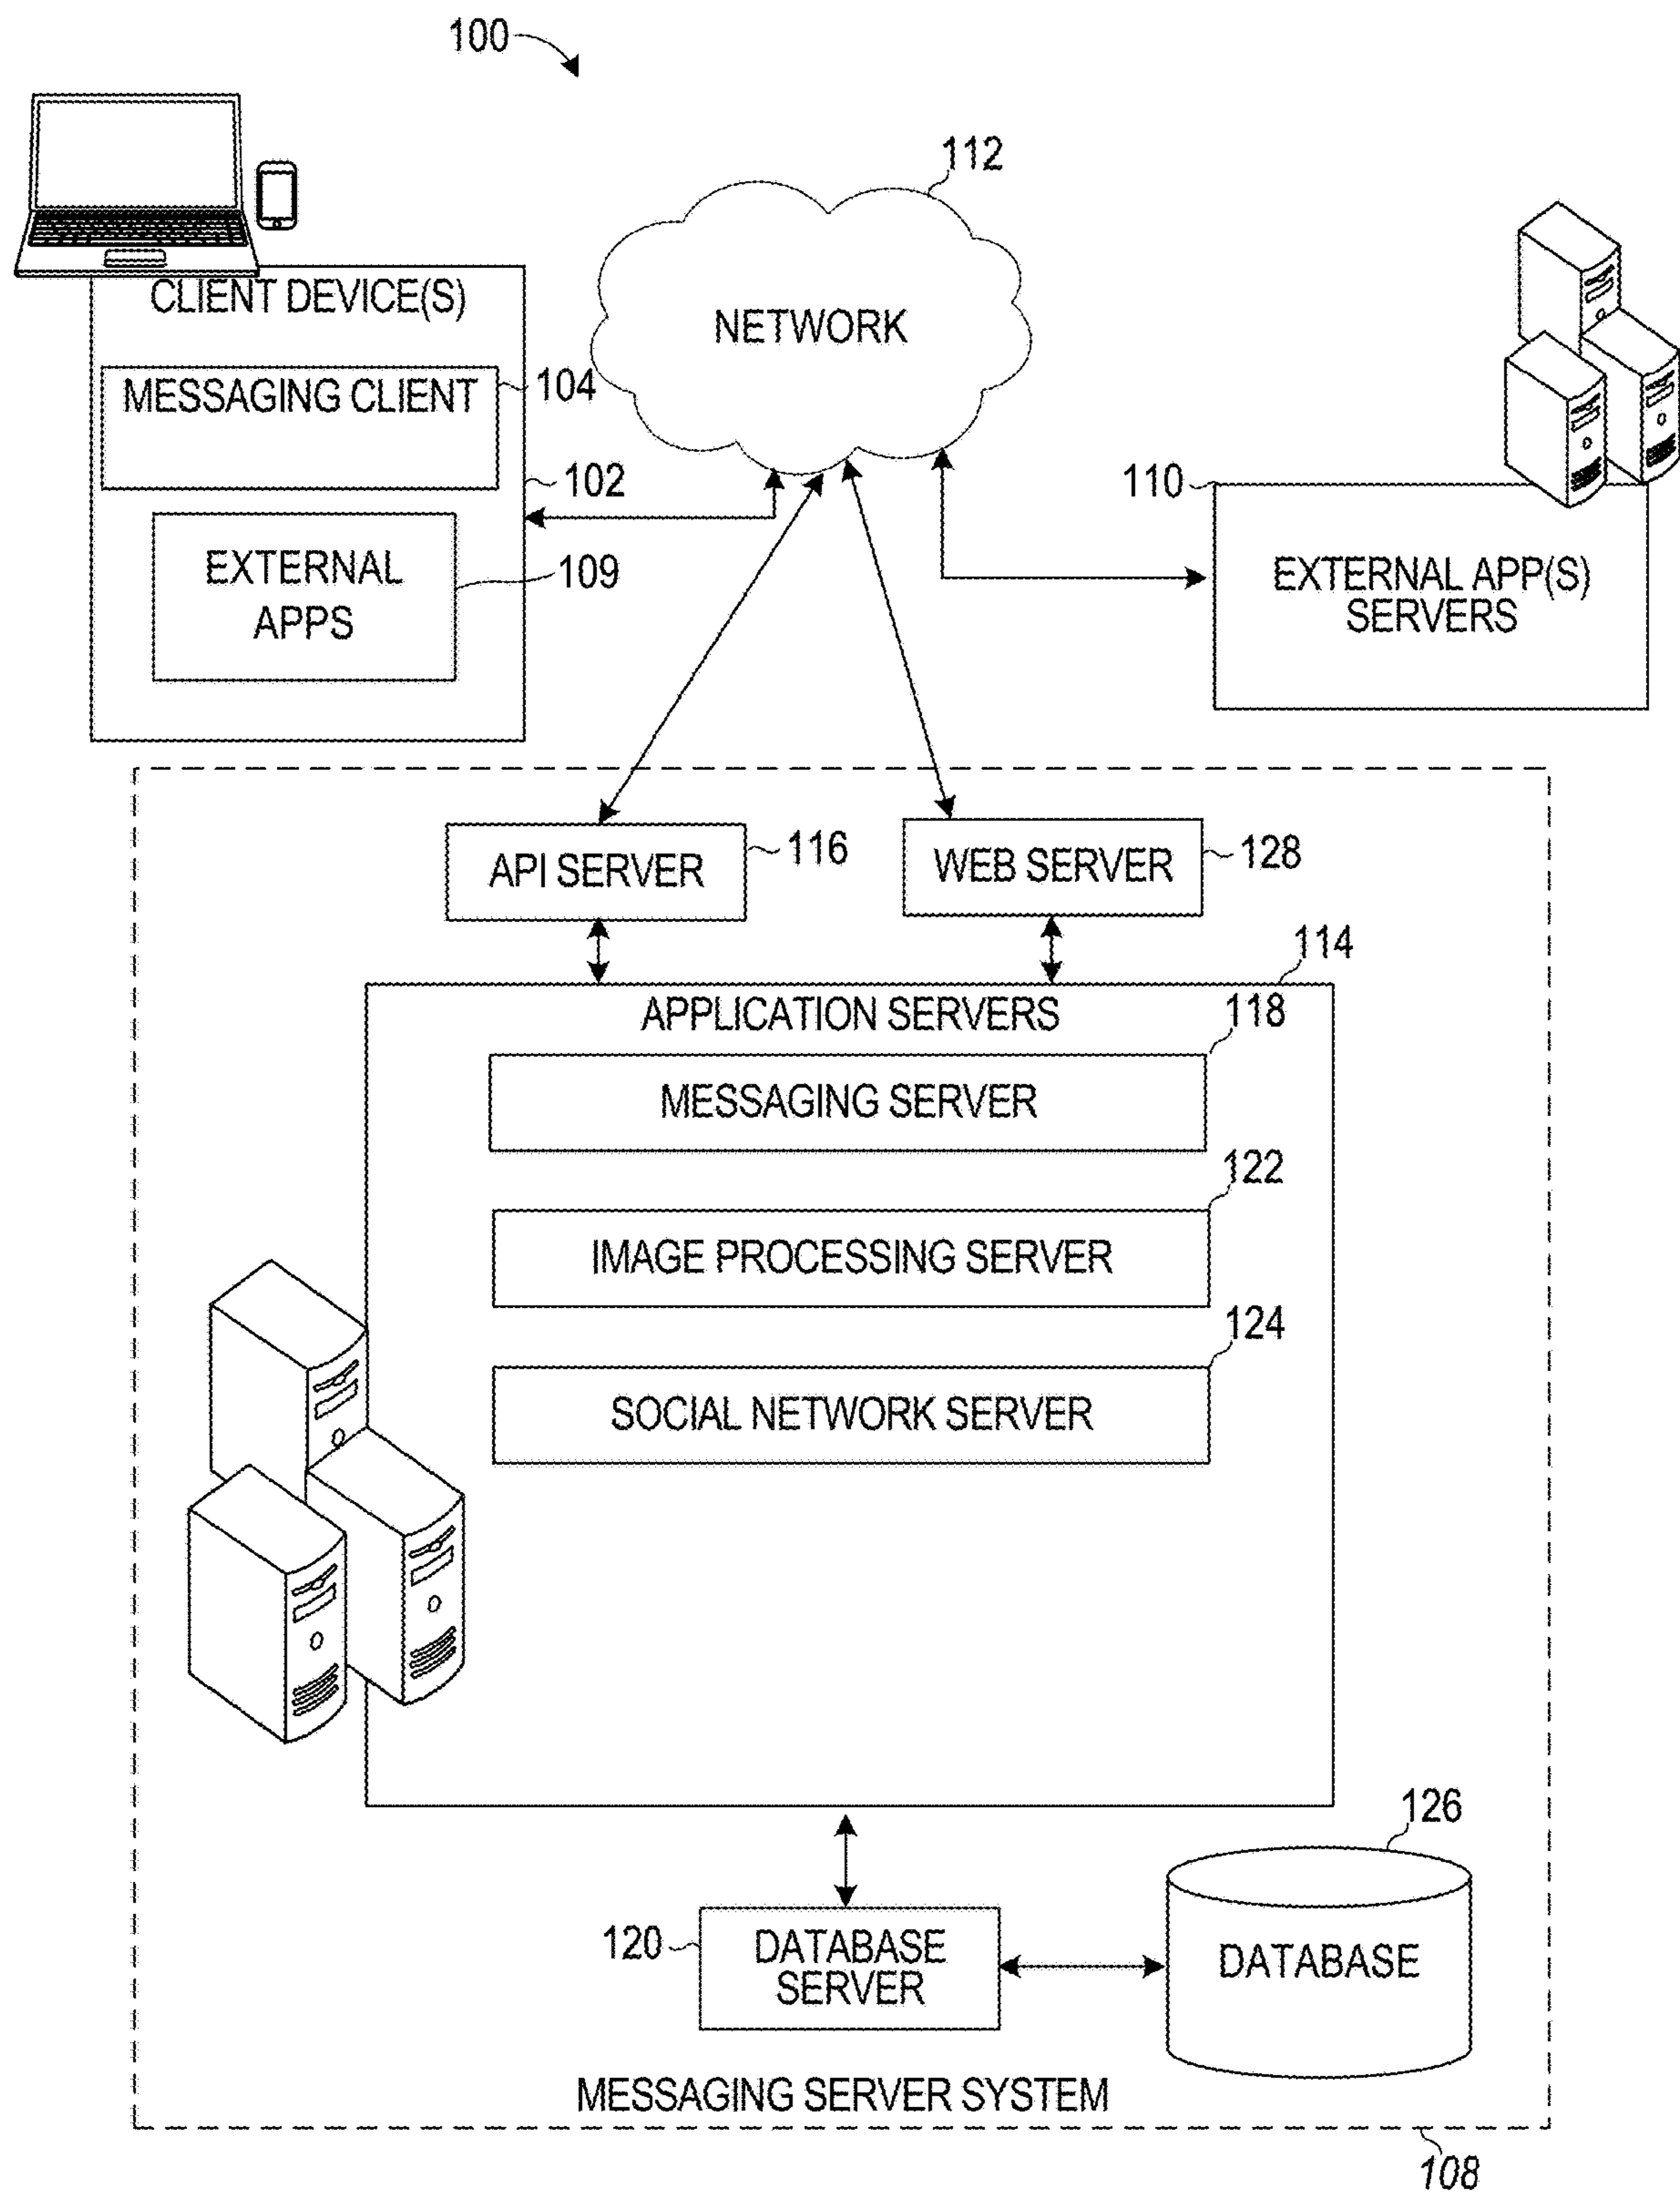 100
112
CLIENT DEVICE(S)
NETWORK
MESSAGING CLIENT
104
102
110
EXTERNAL
APPS
109
EXTERNAL APP(S)
SERVERS
API SERVER
116
WEB SERVER
128
114
APPLICATION SERVERS
118
MESSAGING SERVER
122
IMAGE PROCESSING SERVER
124
SOCIAL NETWORK SERVER
126
120
DATABASE
SERVER
DATABASE
MESSAGING SERVER SYSTEM
108